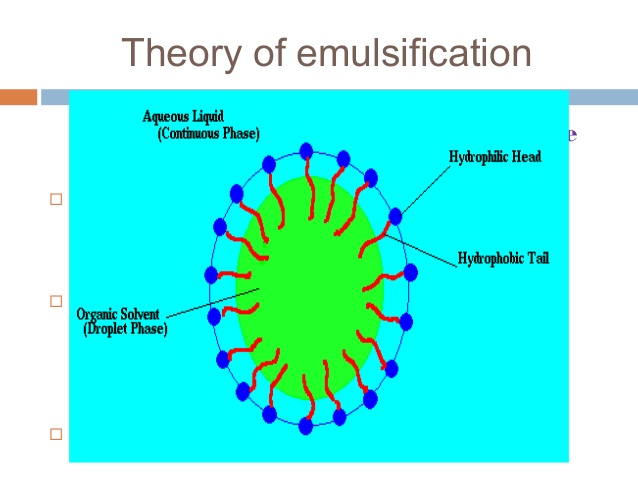 Theory of emulsification
Aqueous Liquid
(Continuous Phase)
Hydrophilic Head
Hydrophobic Tail
Organic Solvent
(Droplet Phase)